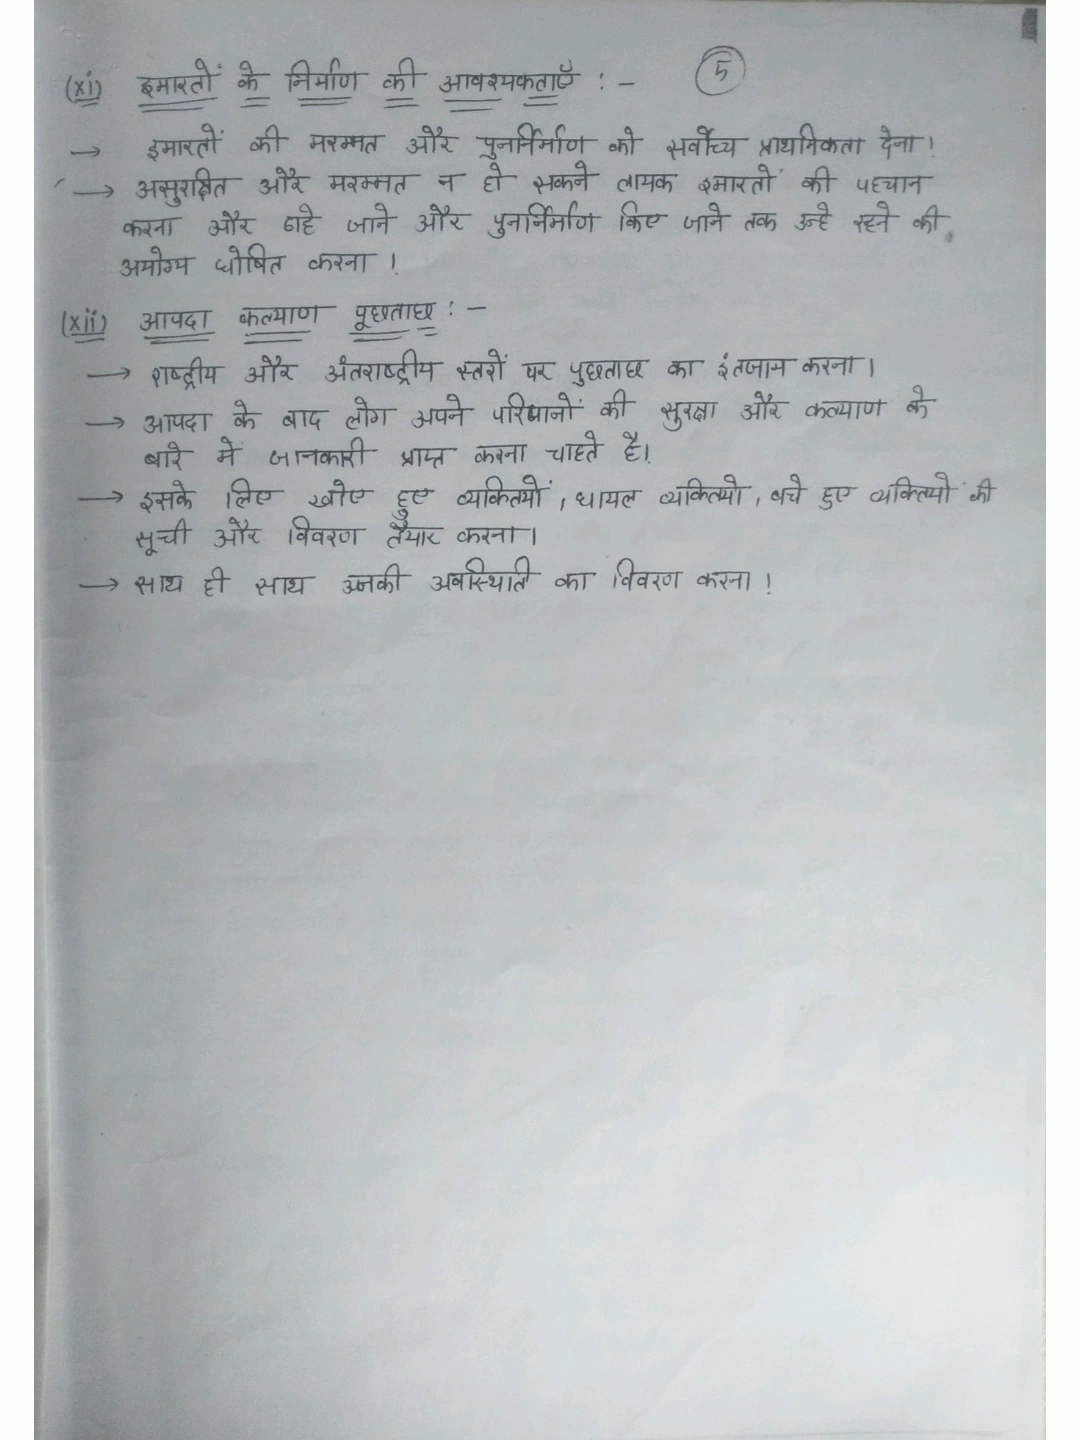 (xi) इमारतों के निर्माण की आवश्यकताएँ :- 5
→ इमारतों की मरम्मत और पुनर्निर्माण को सर्वोच्च प्राथमिकता देना।
→ असुरक्षित और मरम्मत न हो सकने लायक इमारतों की पहचान
करना और ढाहे जाने और पुनर्निर्माण किए जाने तक उन्हे रहने की
अयोग्य घोषित करना ।
(xii) आपदा कल्याण पूछताछ :-
→ राष्ट्रीय और अंतराष्ट्रीय स्तरों पर पुछताछ का इंतजाम करना।
→ आपदा के बाद लोग अपने परिजानों की सुरक्षा और कल्याण के
बारे में जानकारी प्राप्त करना चाहते है।
→ इसके लिए खोए हुए व्यक्तियों, घायल व्यक्तियो, बचे हुए व्यक्तियो की
सूची और विवरण तैयार करना।
→ साथ ही साथ उनकी अवस्थिति का विवरण करना !